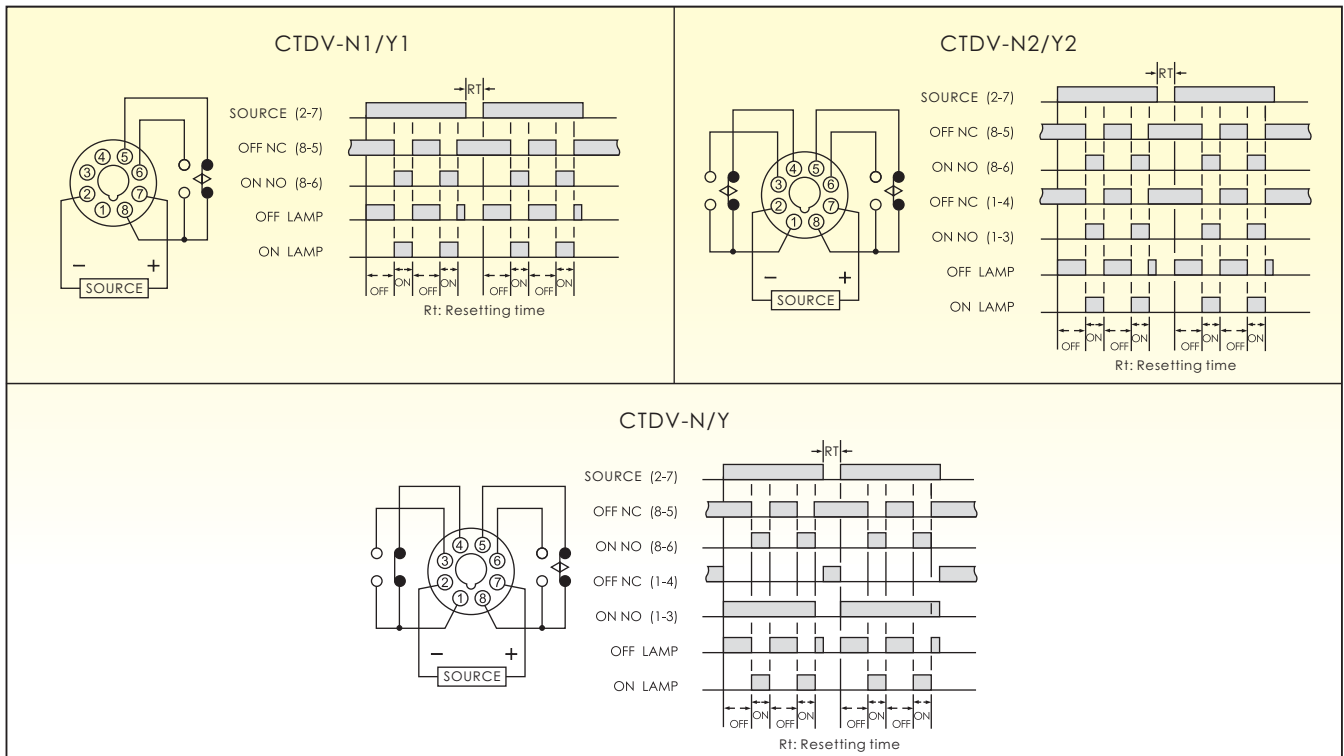 CTDV-N1/Y1
RT
SOURCE (2-7)
OFF NC (8-5)
ON NO (8-6)
OFF LAMP
ON LAMP
4 5
3 6
2 7
1 8
− +
SOURCE
OFF ON OFF ON OFF ON OFF ON
Rt: Resetting time
CTDV-N2/Y2
RT
SOURCE (2-7)
OFF NC (8-5)
ON NO (8-6)
OFF NC (1-4)
ON NO (1-3)
OFF LAMP
ON LAMP
4 5
3 6
2 7
1 8
− +
SOURCE
OFF ON OFF ON OFF ON OFF ON
Rt: Resetting time
CTDV-N/Y
RT
SOURCE (2-7)
OFF NC (8-5)
ON NO (8-6)
OFF NC (1-4)
ON NO (1-3)
OFF LAMP
ON LAMP
4 5
3 6
2 7
1 8
− +
SOURCE
OFF ON OFF ON OFF ON OFF ON
Rt: Resetting time